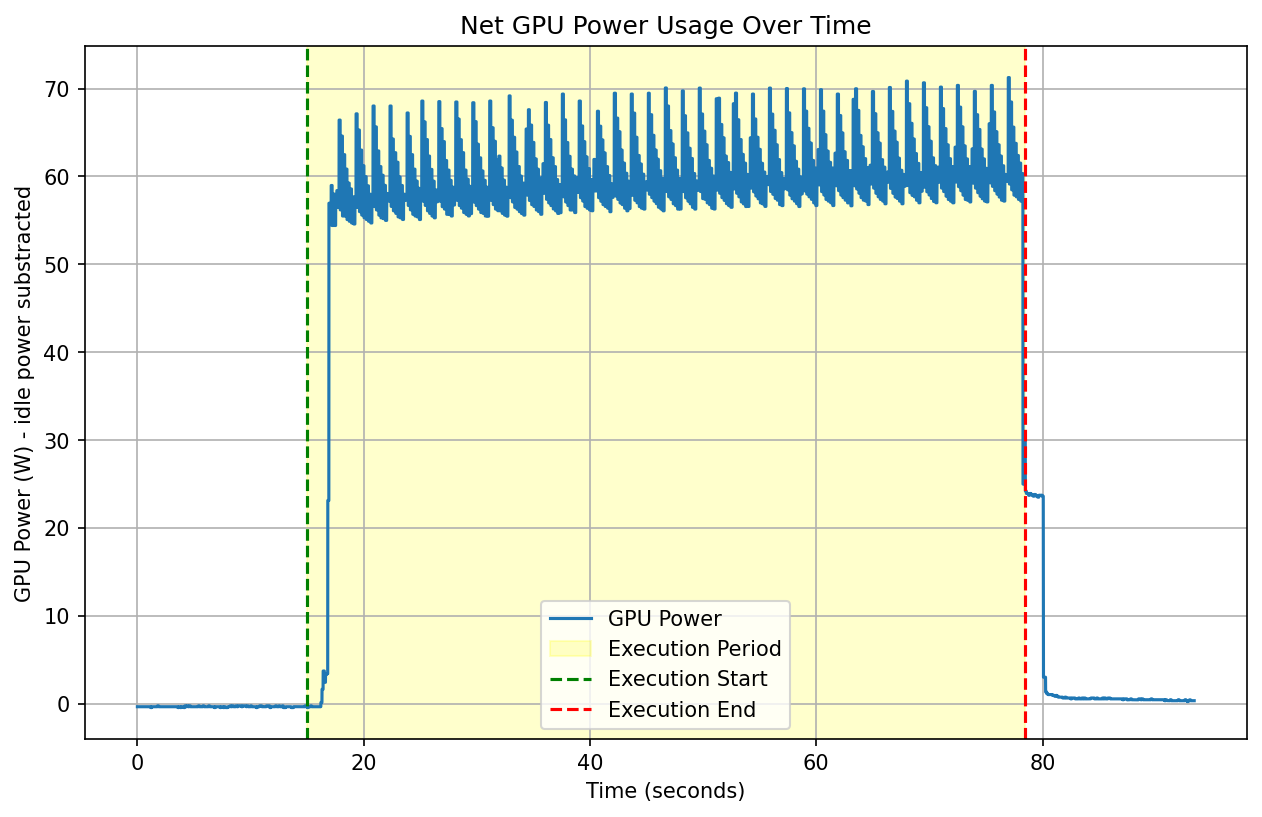 Net GPU Power Usage Over Time
GPU Power (W) - idle power substracted
70
60
50
40
30
20
10
0
GPU Power
Execution Period
Execution Start
Execution End
0 20 40 60 80
Time (seconds)